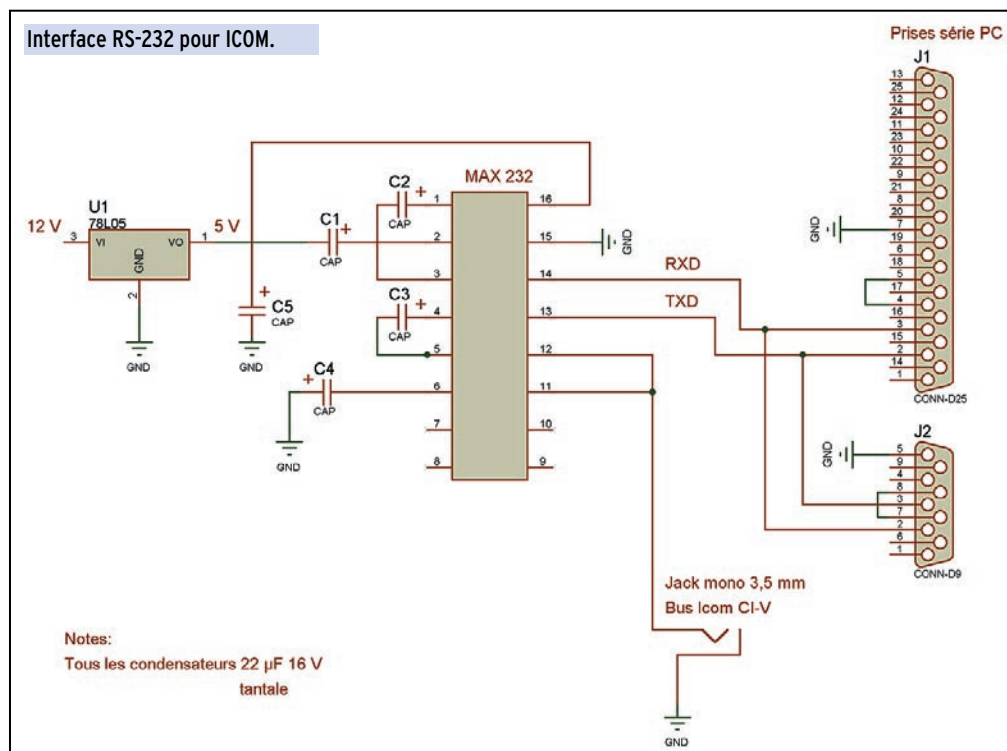 Interface RS-232 pour ICOM.
Prises série PC
J1
13
25
12
24
11
23
10
22
9
21
8
20
7
19
6
18
5
17
4
16
3
15
2
14
1
CONN-D25
GND
MAX 232
U1
78L05
12 V
3
VI
VO
1
5 V
GND
2
GND
C1
+
CAP
C2
+
CAP
C3
+
CAP
C4
+
CAP
GND
C5
+
CAP
GND
1
2
3
4
5
6
7
8
16
15
14
13
12
11
10
9
GND
RXD
TXD
J2
5
9
4
8
3
7
2
6
1
CONN-D9
GND
Jack mono 3,5 mm
Bus Icom CI-V
GND
Notes:
Tous les condensateurs 22 µF 16 V
tantale